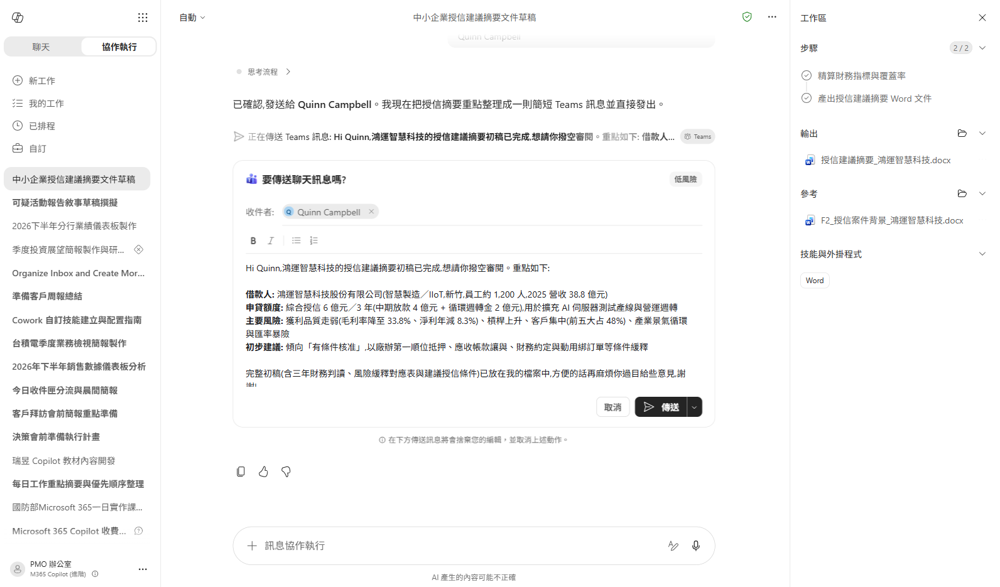 聊天
協作執行
新工作
我的工作
已排程
自訂
中小企業授信建議摘要文件草稿
可疑活動報告敘事草稿撰擬
2026下半年分行業績儀表板製作
季度投資展望簡報製作與研...
Organize Inbox and Create Mor...
準備客戶周報總結
Cowork 自訂技能建立與配置指南
台積電季度業務檢視簡報製作
2026年下半年銷售數據儀表板分析
今日收件匣分流與晨間簡報
客戶拜訪會前簡報重點準備
決策會前準備執行計畫
瑞昱 Copilot 教材內容開發
每日工作重點摘要與優先順序整理
國防部Microsoft 365一日實作課...
Microsoft 365 Copilot 收費...
PMO 辦公室
M365 Copilot (進階)
自動
中小企業授信建議摘要文件草稿
Quinn Campbell
思考流程
已確認,發送給 Quinn Campbell。我現在把授信摘要重點整理成一則簡短 Teams 訊息並直接發出。
正在傳送 Teams 訊息: Hi Quinn,鴻運智慧科技的授信建議摘要初稿已完成,想請你撥空審閱。重點如下: 借款人... Teams
要傳送聊天訊息嗎?
低風險
收件者: Quinn Campbell
B I
Hi Quinn,鴻運智慧科技的授信建議摘要初稿已完成,想請你撥空審閱。重點如下:
借款人: 鴻運智慧科技股份有限公司(智慧製造／IIoT,新竹,員工約 1,200 人,2025 營收 38.8 億元)
申貸額度: 綜合授信 6 億元／3 年(中期放款 4 億元 + 循環週轉金 2 億元),用於擴充 AI 伺服器測試產線與營運週轉
主要風險: 獲利品質走弱(毛利率降至 33.8%、淨利年減 8.3%)、槓桿上升、客戶集中(前五大占 48%)、產業景氣循環
與匯率暴險
初步建議: 傾向「有條件核准」,以廠辦第一順位抵押、應收帳款讓與、財務約定與動用綁訂單等條件緩釋
完整初稿(含三年財務判讀、風險緩釋對應表與建議授信條件)已放在我的檔案中,方便的話再麻煩你過目給些意見,謝
謝!
取消
傳送
在下方傳送訊息將會捨棄您的編輯，並取消上述動作。
訊息協作執行
AI 產生的內容可能不正確
工作區
步驟
2 / 2
精算財務指標與覆蓋率
產出授信建議摘要 Word 文件
輸出
授信建議摘要_鴻運智慧科技.docx
參考
F2_授信案件背景_鴻運智慧科技.docx
技能與外掛程式
Word